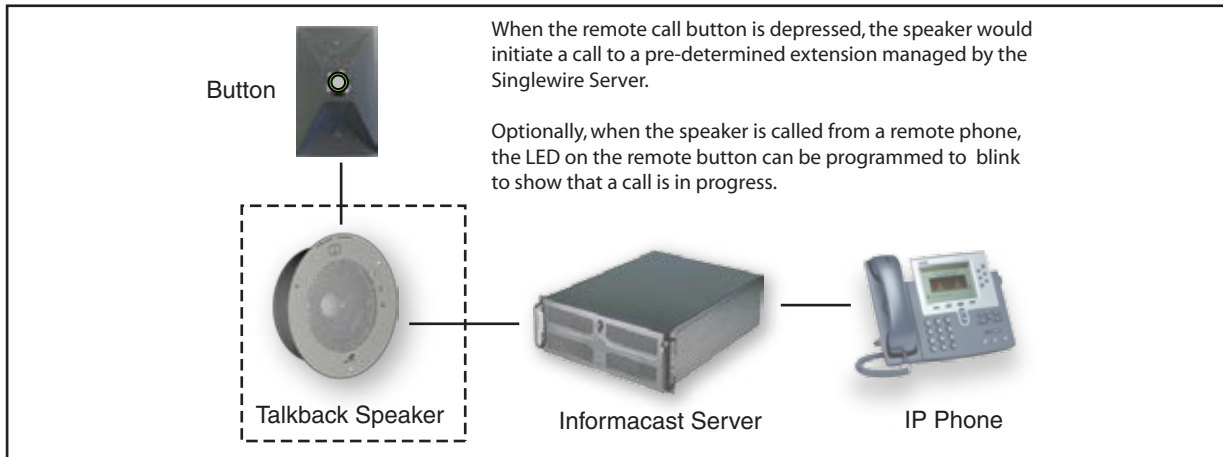 When the remote call button is depressed, the speaker would
initiate a call to a pre-determined extension managed by the
Singlewire Server.
Button
Optionally, when the speaker is called from a remote phone,
the LED on the remote button can be programmed to blink
to show that a call is in progress.
Talkback Speaker
Informacast Server
IP Phone